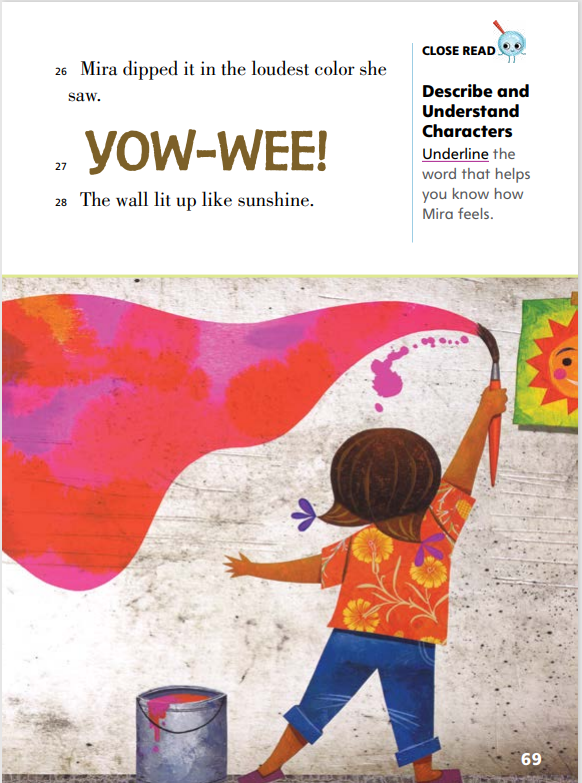 26 Mira dipped it in the loudest color she
saw.
27 YOW-WEE!
28 The wall lit up like sunshine.
CLOSE READ
Describe and
Understand
Characters
Underline the
word that helps
you know how
Mira feels.
69